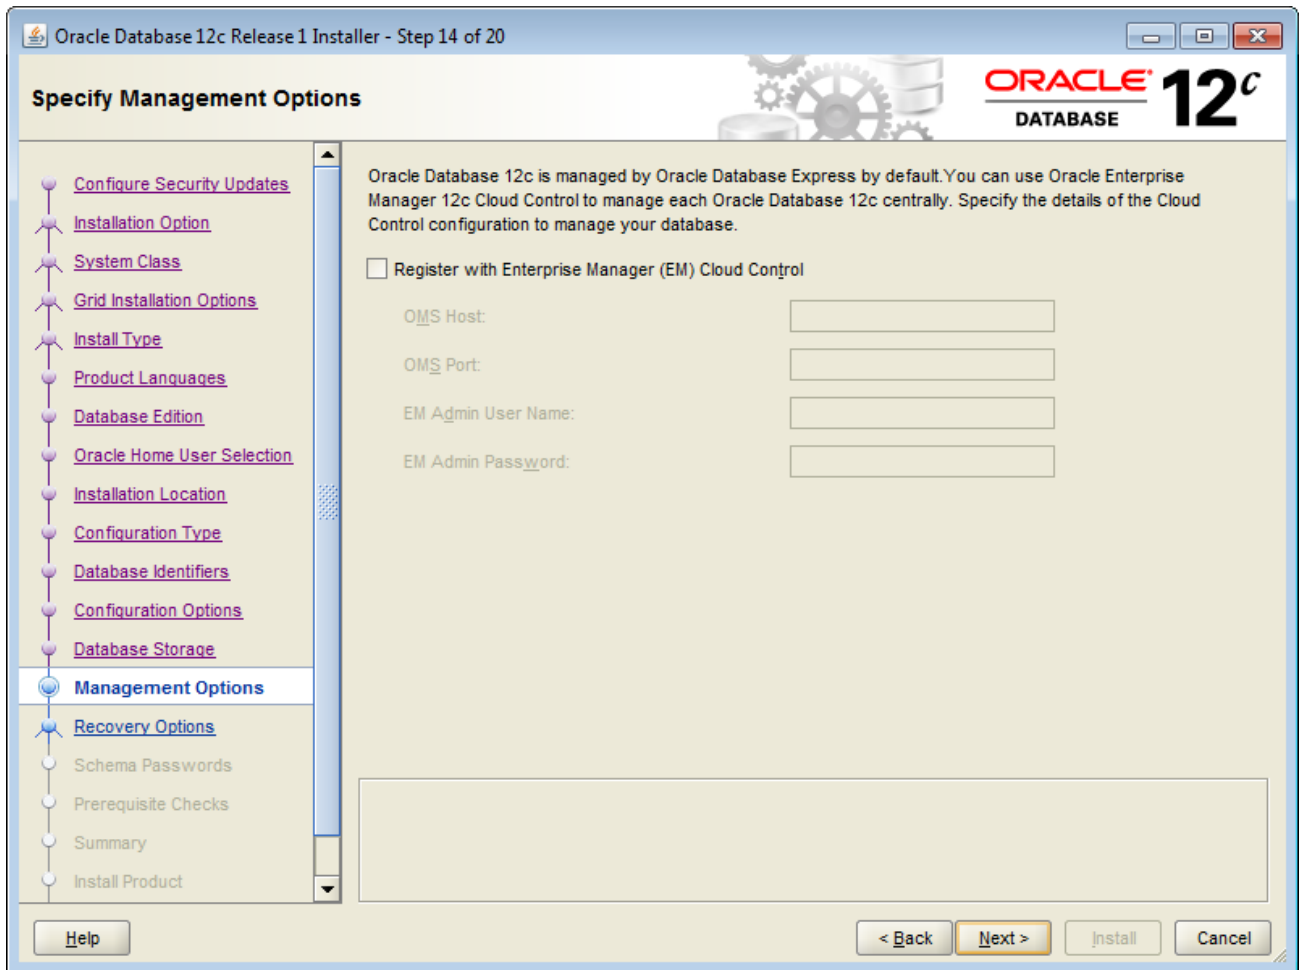 Oracle Database 12c Release 1 Installer - Step 14 of 20
Specify Management Options
ORACLE
DATABASE
12c
Configure Security Updates
Installation Option
System Class
Grid Installation Options
Install Type
Product Languages
Database Edition
Oracle Home User Selection
Installation Location
Configuration Type
Database Identifiers
Configuration Options
Database Storage
Management Options
Recovery Options
Schema Passwords
Prerequisite Checks
Summary
Install Product
Oracle Database 12c is managed by Oracle Database Express by default.You can use Oracle Enterprise
Manager 12c Cloud Control to manage each Oracle Database 12c centrally. Specify the details of the Cloud
Control configuration to manage your database.
Register with Enterprise Manager (EM) Cloud Control
OMS Host:
OMS Port:
EM Admin User Name:
EM Admin Password:
Help
< Back
Next >
Install
Cancel